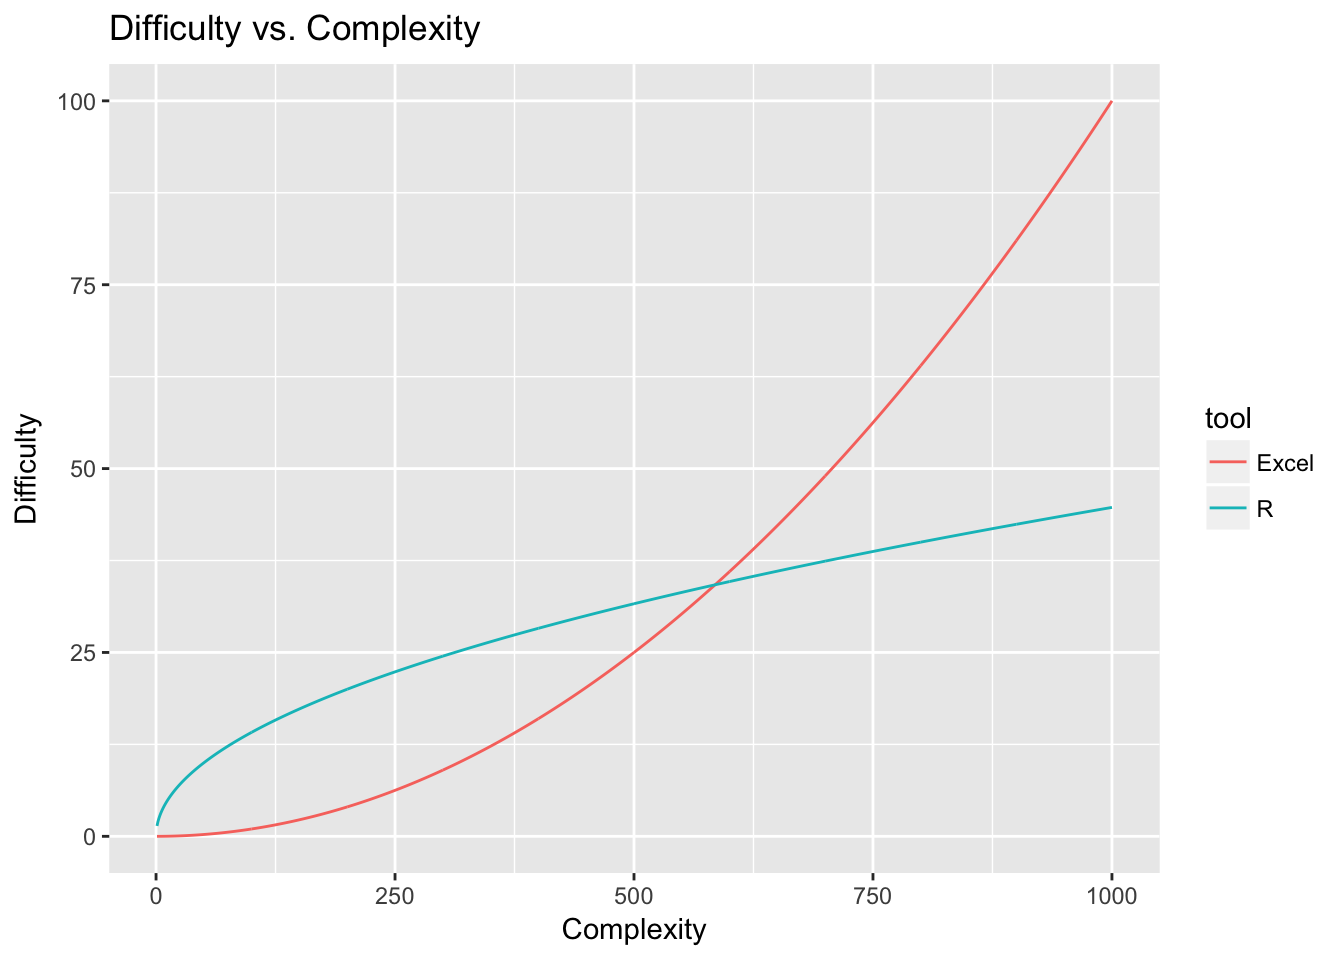 Difficulty vs. Complexity
100
75
50
25
0
Difficulty
0 250 500 750 1000
Complexity
tool
Excel
R